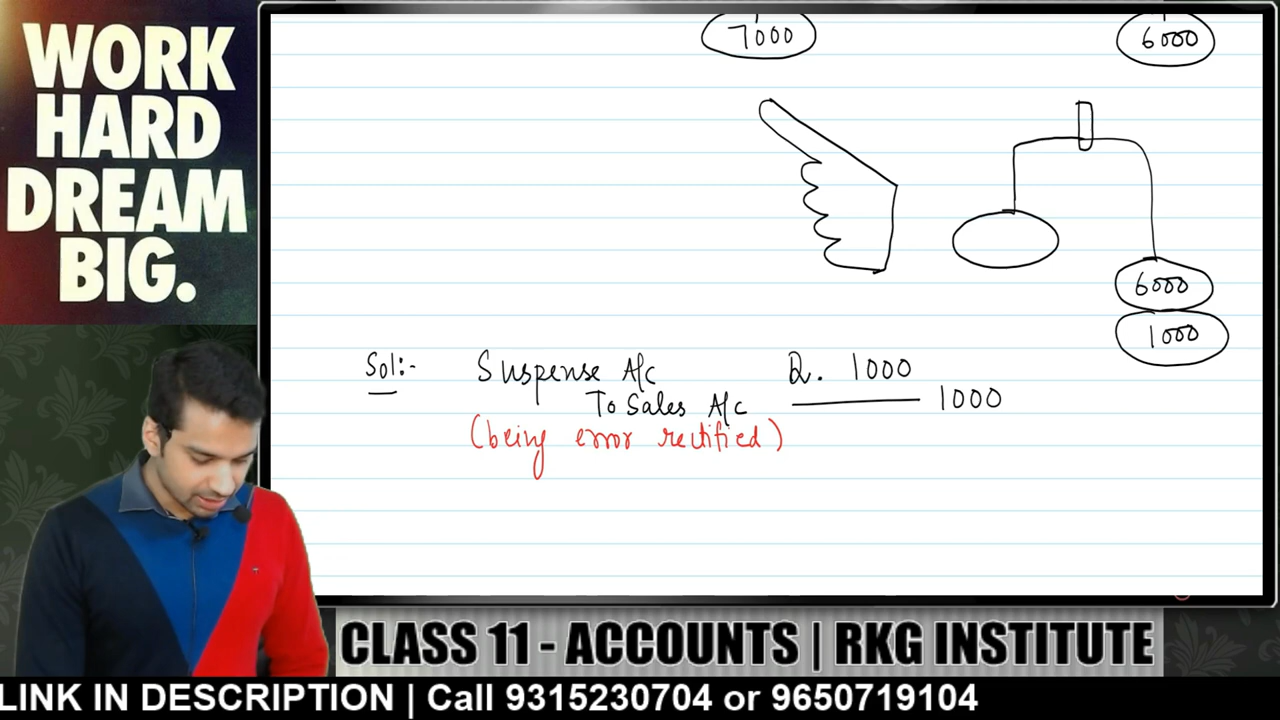 WORK
HARD
DREAM
BIG.
7000
6000
6000
1000
Sol:-
Suspense A/c Dr. 1000
To Sales A/c 1000
(being error rectified)
CLASS 11 - ACCOUNTS | RKG INSTITUTE
LINK IN DESCRIPTION | Call 9315230704 or 9650719104